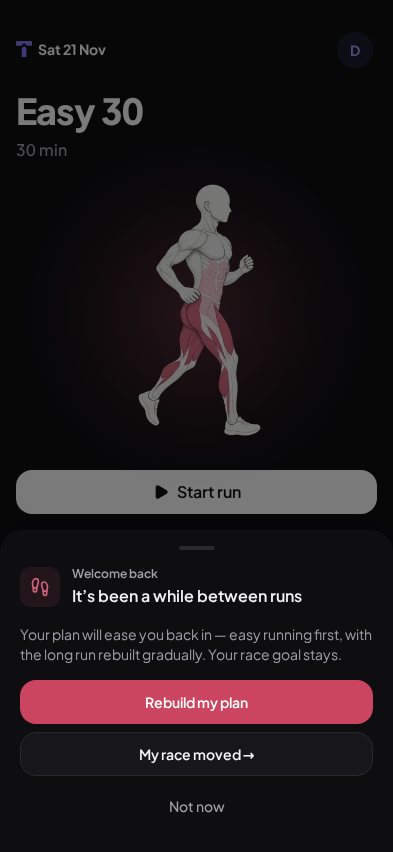 Sat 21 Nov
D
Easy 30
30 min
Start run
Welcome back
It’s been a while between runs
Your plan will ease you back in — easy running first, with
the long run rebuilt gradually. Your race goal stays.
Rebuild my plan
My race moved →
Not now